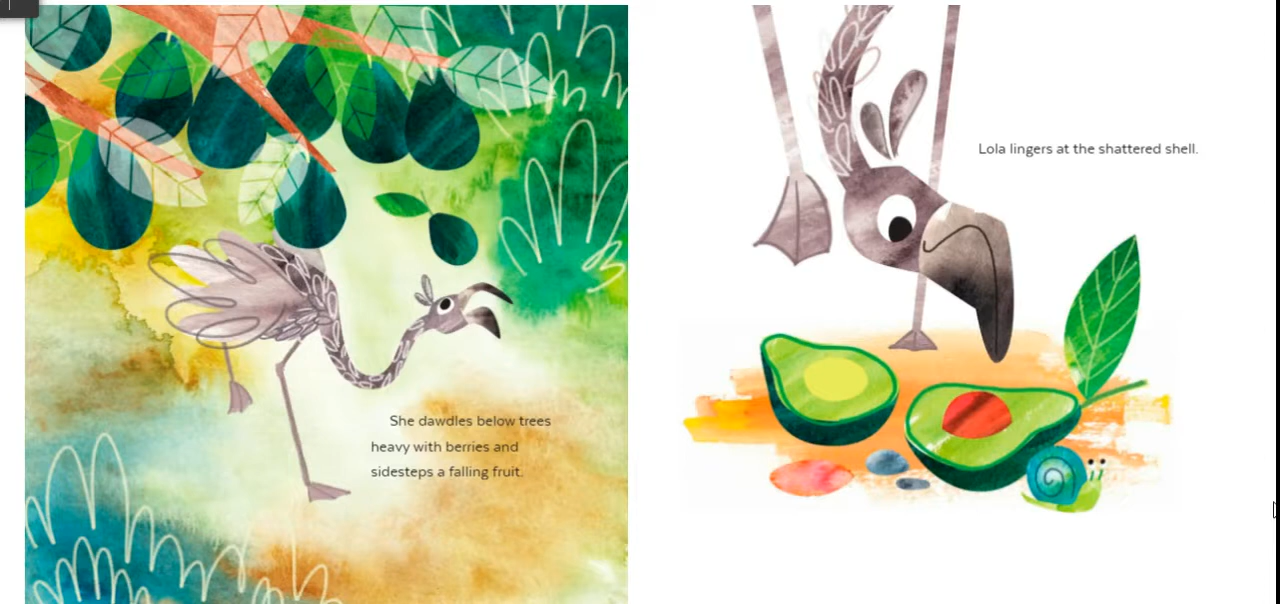 She dawdles below trees
heavy with berries and
sidesteps a falling fruit.
Lola lingers at the shattered shell.